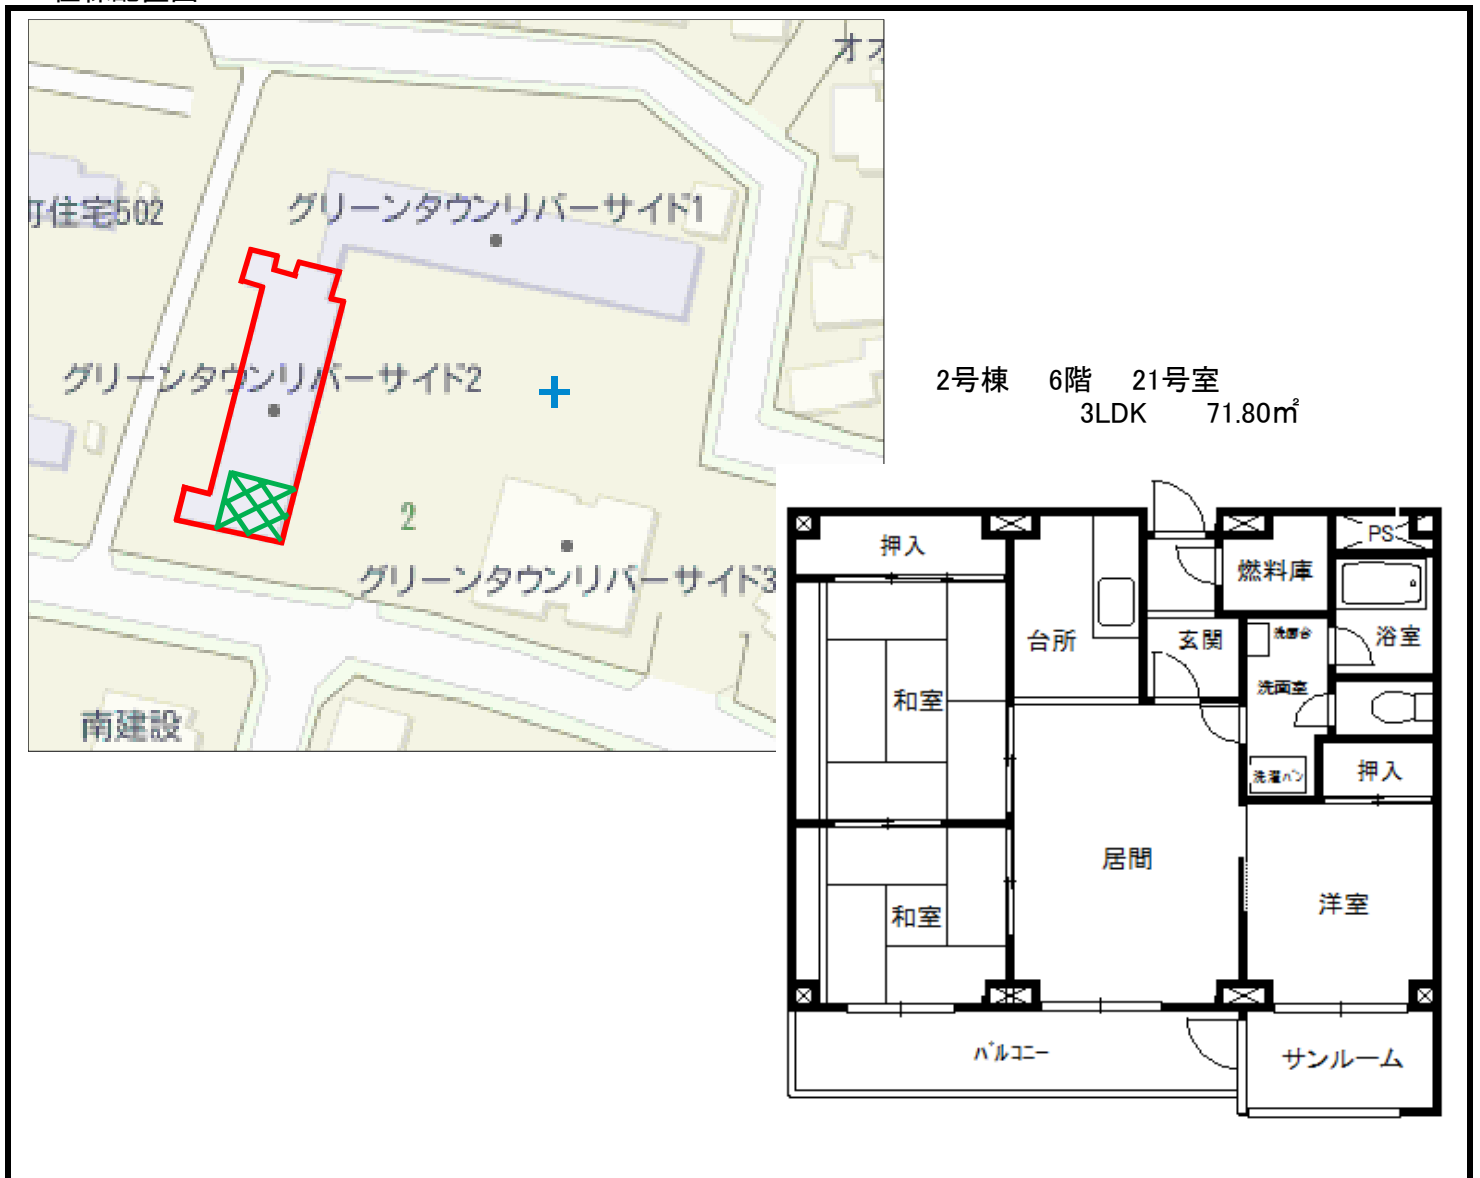 オオ
町住宅502
グリーンタウンリバーサイド1
グリーンタウンリバーサイド2
2
グリーンタウンリバーサイド3
南建設
2号棟 6階 21号室
3LDK 71.80㎡
押入
PS
燃料庫
台所
玄関
洗面台
浴室
洗面室
和室
洗濯パン
押入
居間
和室
洋室
バルコニー
サンルーム